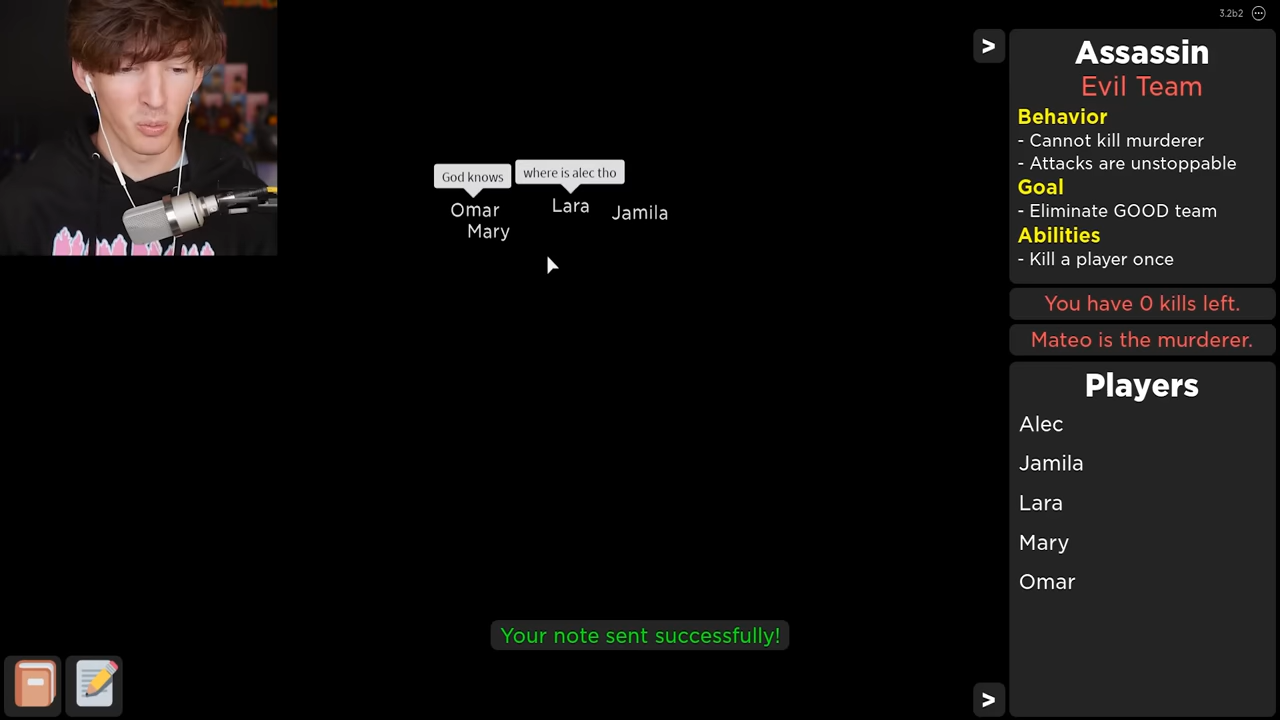 3.2b2
>
Assassin
Evil Team
Behavior
- Cannot kill murderer
- Attacks are unstoppable
Goal
- Eliminate GOOD team
Abilities
- Kill a player once
You have 0 kills left.
Mateo is the murderer.
God knows
where is alec tho
Omar
Lara
Jamila
Mary
Players
Alec
Jamila
Lara
Mary
Omar
Your note sent successfully!
>